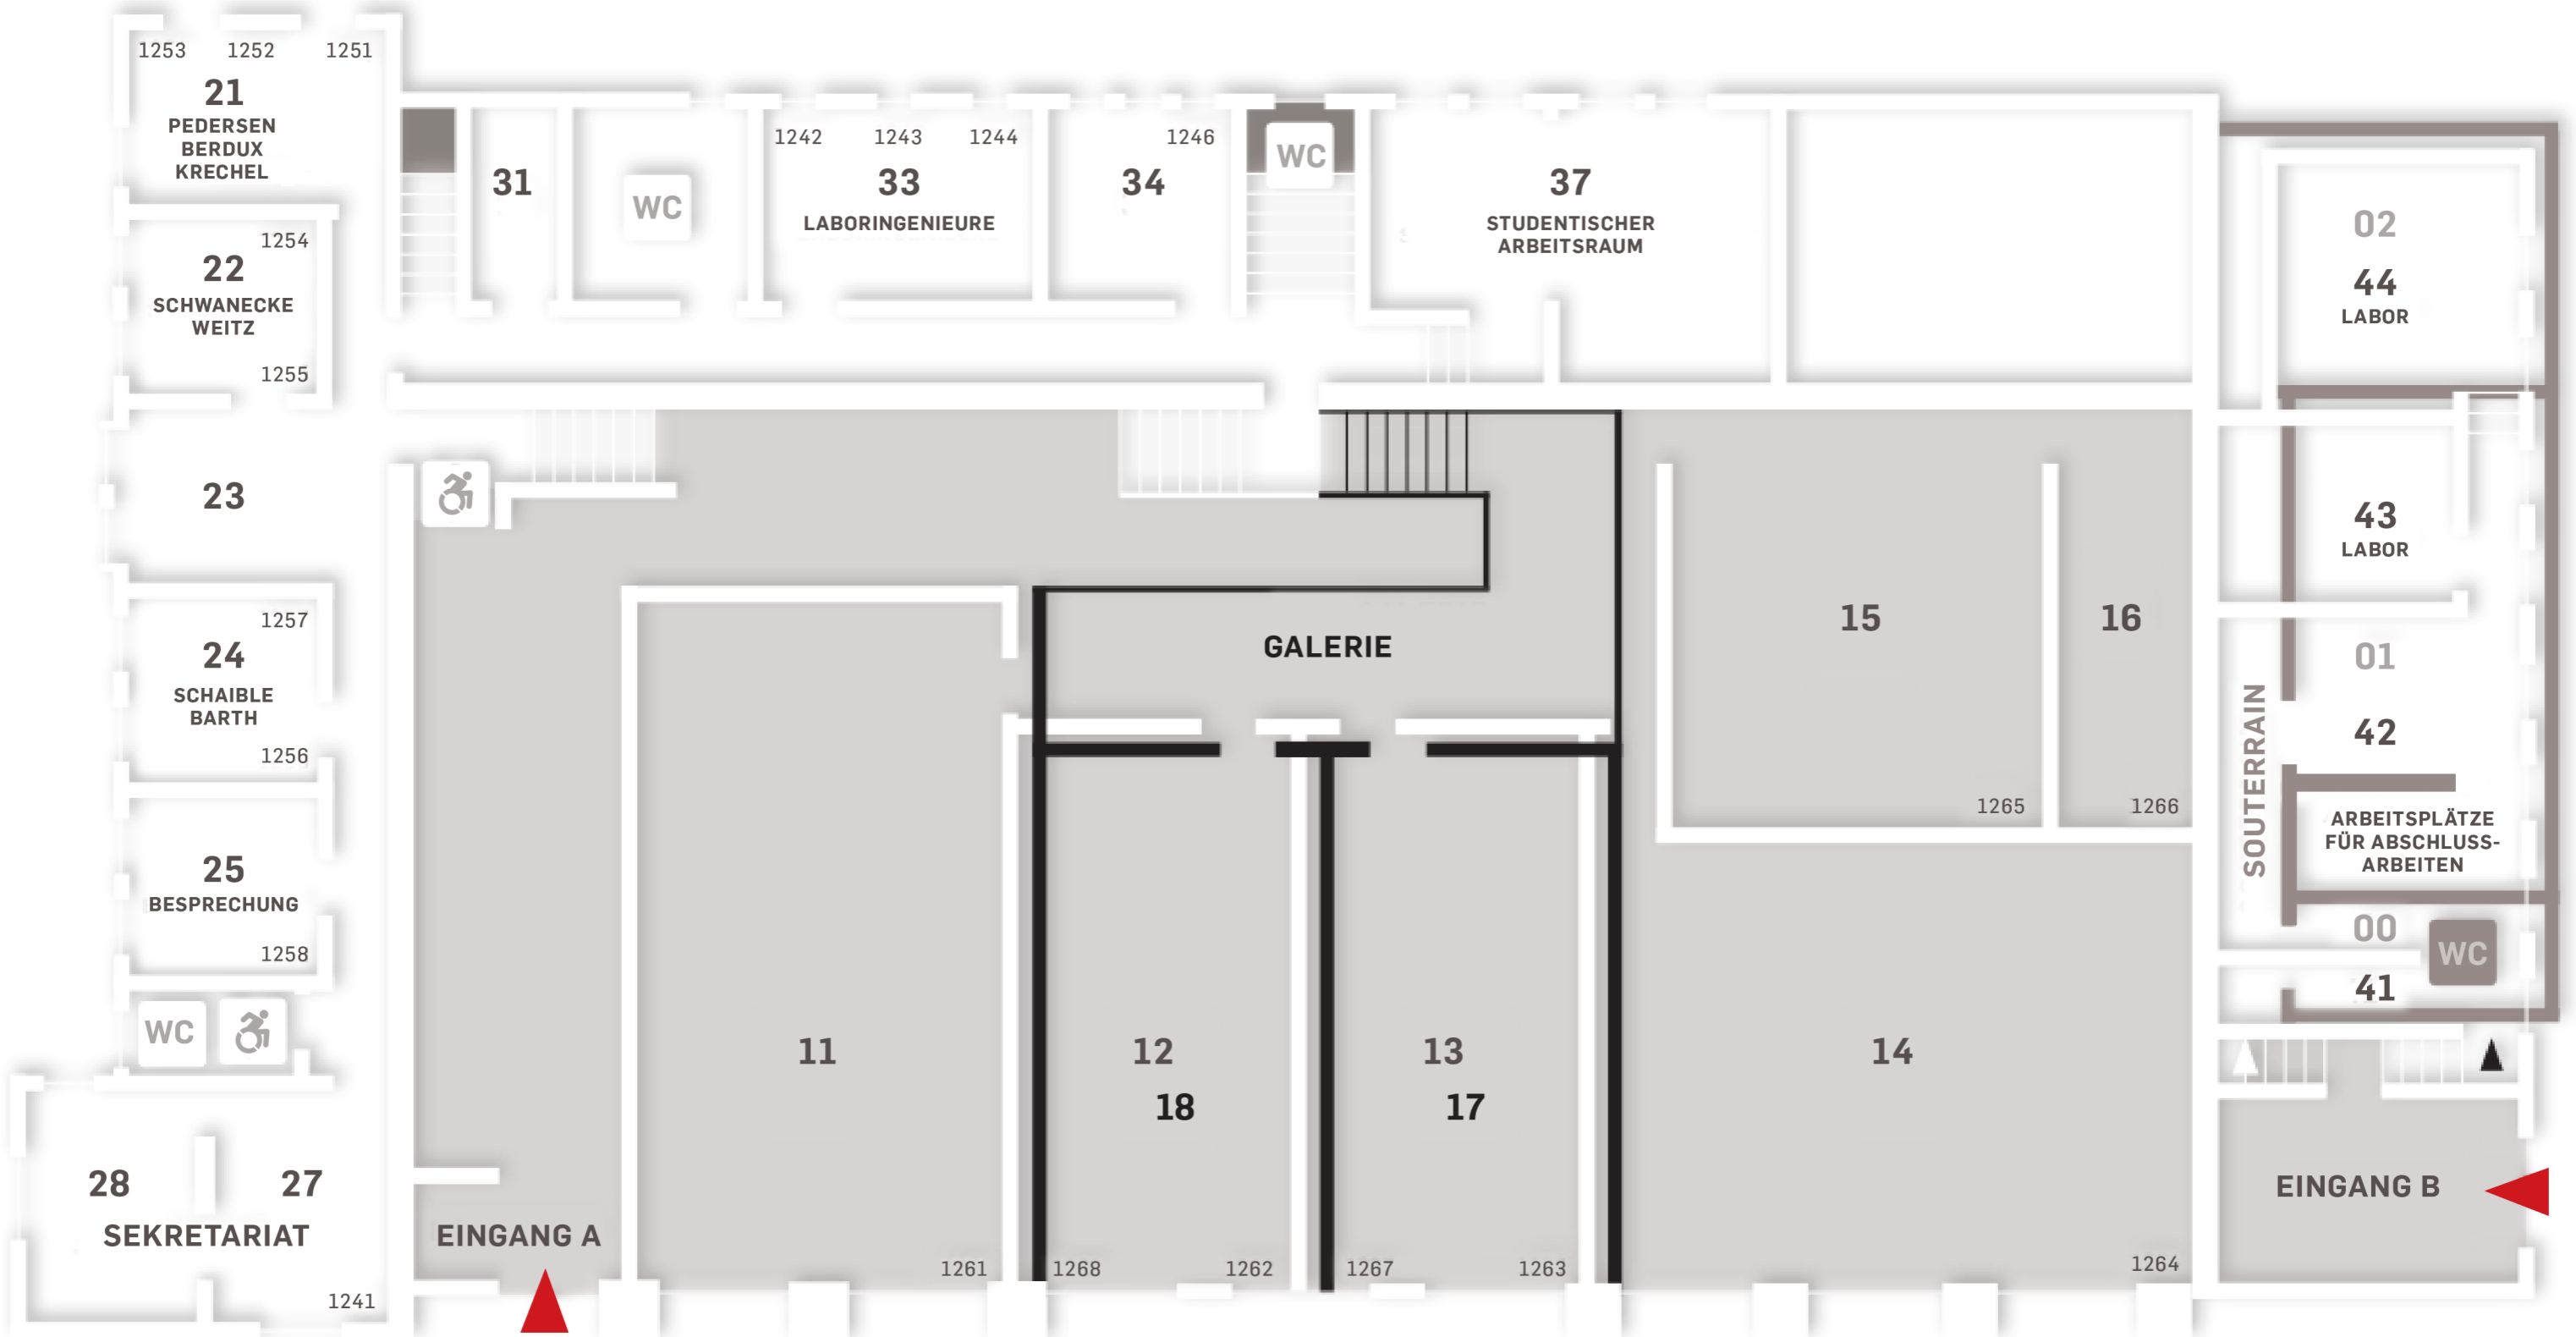 1253 1252 1251
21
PEDERSEN
BERDUX
KRECHEL
1254
22
SCHWANECKE
WEITZ
1255
23
1257
24
SCHAIBLE
BARTH
1256
25
BESPRECHUNG
1258
WC
28 27
SEKRETARIAT
1241
31
WC
1242 1243 1244
33
LABORINGENIEURE
1246
34
WC
37
STUDENTISCHER
ARBEITSRAUM
GALERIE
EINGANG A
11
1261
12
18
1268 1262
13
17
1267 1263
14
1264
15
1265
16
1266
02
44
LABOR
43
LABOR
01
42
SOUTERRAIN
ARBEITSPLÄTZE
FÜR ABSCHLUSS-
ARBEITEN
00
WC
41
EINGANG B